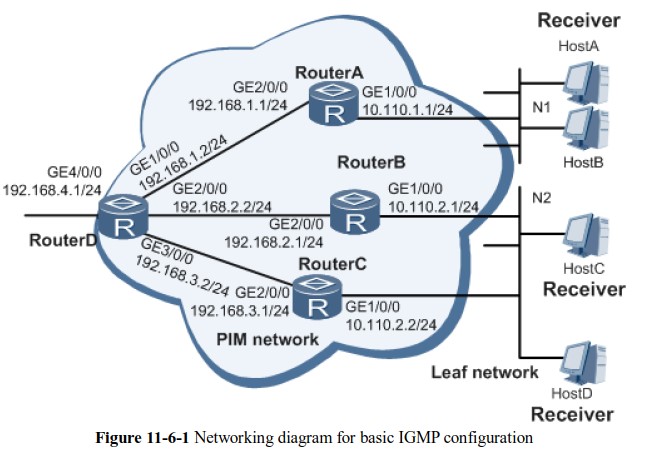 Receiver
HostA
RouterA
GE2/0/0
192.168.1.1/24
GE1/0/0
10.110.1.1/24
N1
HostB
GE1/0/0
192.168.1.2/24
RouterB
GE4/0/0
192.168.4.1/24
GE2/0/0
192.168.2.2/24
GE1/0/0
10.110.2.1/24
N2
R
R
R
R
GE2/0/0
192.168.2.1/24
RouterD
GE3/0/0
192.168.3.2/24
RouterC
HostC
Receiver
GE2/0/0
192.168.3.1/24
GE1/0/0
10.110.2.2/24
PIM network
Leaf network
HostD
Receiver
Figure 11-6-1 Networking diagram for basic IGMP configuration